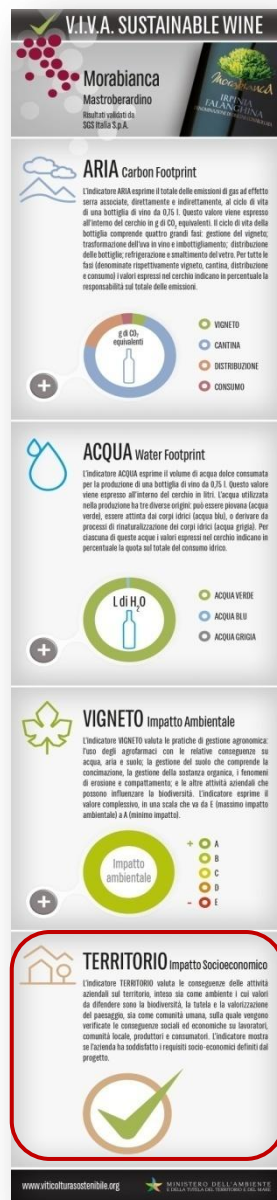 V.I.V.A. SUSTAINABLE WINE
Morabianca
Mastroberardino
Risultati validati da
SGS Italia S.p.A.
Morabianca
IRPINIA
FALANGHINA
ARIA Carbon Footprint
L'indicatore ARIA esprime il totale delle emissioni di gas ad effetto
serra associate, direttamente e indirettamente, al ciclo di vita
di una bottiglia di vino da 0,75 l. Questo valore viene espresso
all'interno del cerchio in g di CO2 equivalenti. Il ciclo di vita della
bottiglia comprende quattro grandi fasi: gestione del vigneto;
trasformazione dell'uva in vino e imbottigliamento; distribuzione
delle bottiglie; refrigerazione e smaltimento del vetro. Per tutte le
fasi (denominate rispettivamente vigneto, cantina, distribuzione
e consumo) i valori espressi nel cerchio indicano in percentuale la
responsabilità sul totale delle emissioni.
g di CO2
equivalenti
VIGNETO
CANTINA
DISTRIBUZIONE
CONSUMO
ACQUA Water Footprint
L'indicatore ACQUA esprime il volume di acqua dolce consumata
per la produzione di una bottiglia di vino da 0,75 l. Questo valore
viene espresso all'interno del cerchio in litri. L'acqua utilizzata
nella produzione ha tre diverse origini: può essere piovana (acqua
verde), essere attinta dai corpi idrici (acqua blu), o derivare da
processi di rinaturalizzazione dei corpi idrici (acqua grigia). Per
ciascuna di queste acque i valori espressi nel cerchio indicano in
percentuale la quota sul totale del consumo idrico.
L di H2O
ACQUA VERDE
ACQUA BLU
ACQUA GRIGIA
VIGNETO Impatto Ambientale
L'indicatore VIGNETO valuta le pratiche di gestione agronomica:
l'uso degli agrofarmaci con le relative conseguenze su
acqua, aria e suolo; la gestione del suolo che comprende la
concimazione, la gestione della sostanza organica, i fenomeni
di erosione e compattamento; e le altre attività aziendali che
possono influenzare la biodiversità. L'indicatore esprime il
valore complessivo, in una scala che va da E (massimo impatto
ambientale) a A (minimo impatto).
Impatto
ambientale
+ A
B
C
D
- E
TERRITORIO Impatto Socioeconomico
L'indicatore TERRITORIO valuta le conseguenze delle attività
aziendali sul territorio, inteso sia come ambiente i cui valori
da difendere sono la biodiversità, la tutela e la valorizzazione
del paesaggio, sia come comunità umana, sulla quale vengono
verificate le conseguenze sociali ed economiche su lavoratori,
comunità locale, produttori e consumatori. L'indicatore mostra
se l'azienda ha soddisfatto i requisiti socio-economici definiti dal
progetto.
www.viticolturasostenibile.org
MINISTERO DELL'AMBIENTE
E DELLA TUTELA DEL TERRITORIO E DEL MARE